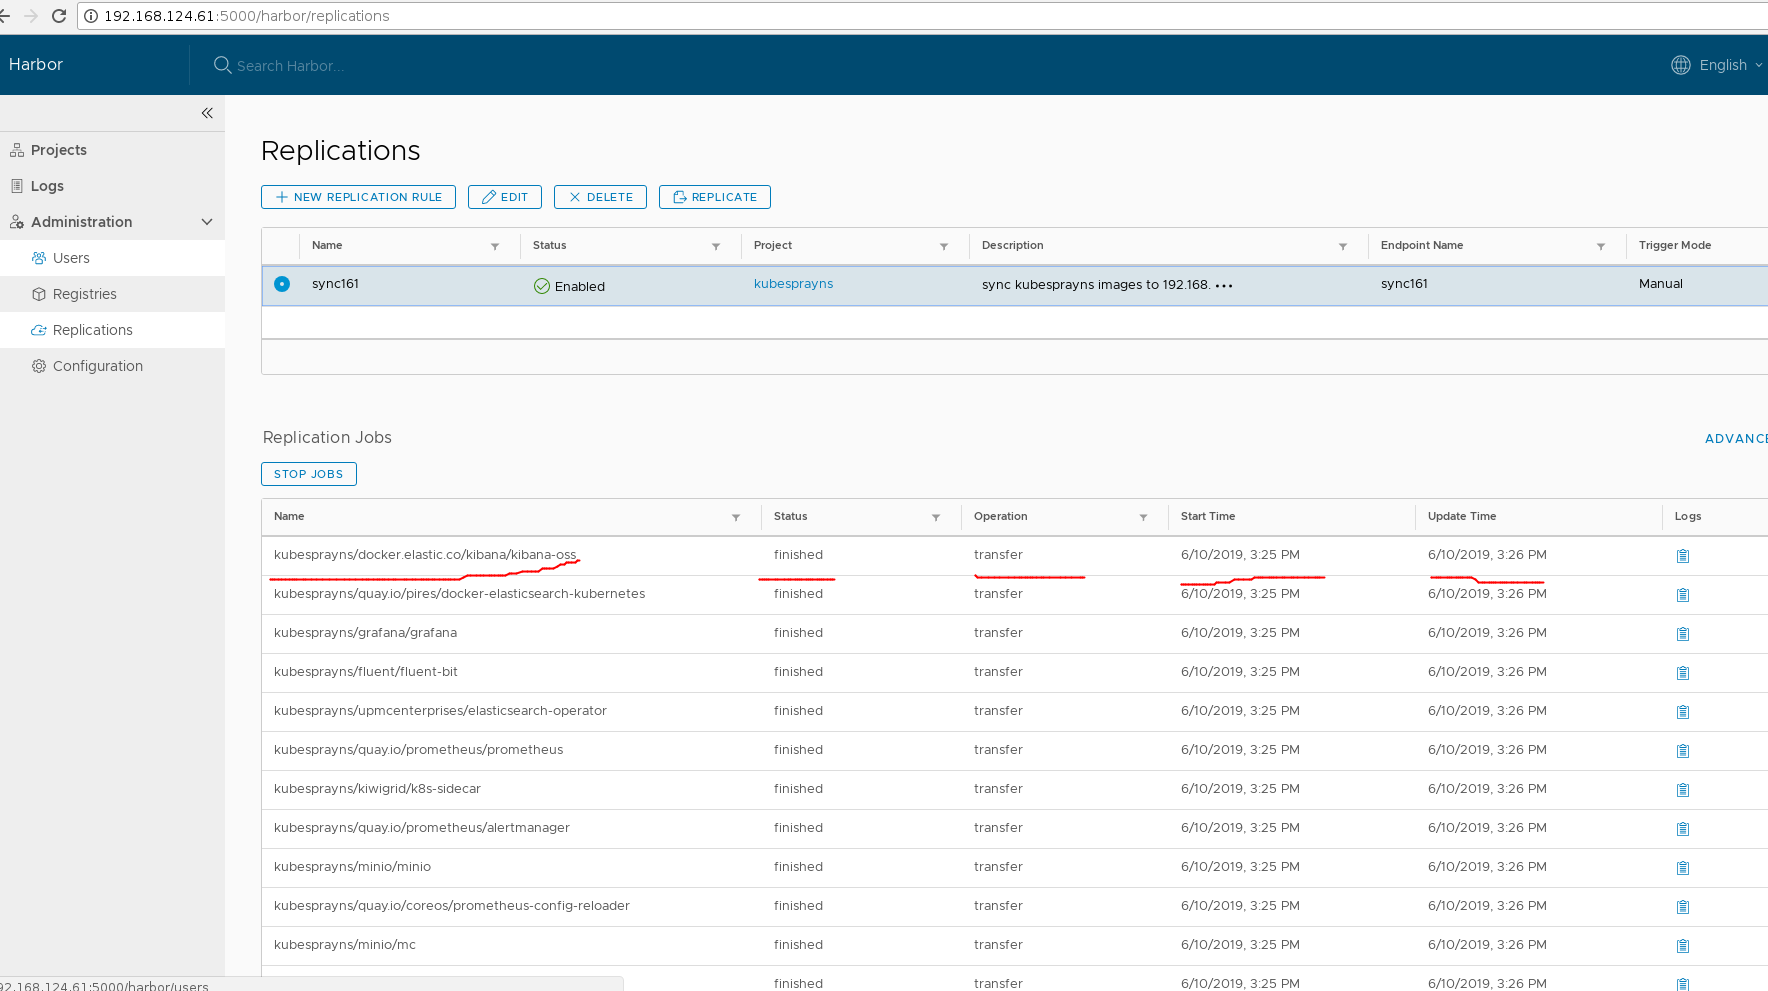 192.168.124.61:5000/harbor/replications
Harbor
Search Harbor...
English
Projects
Logs
Administration
Users
Registries
Replications
Configuration
Replications
NEW REPLICATION RULE EDIT DELETE REPLICATE
Name Status Project Description Endpoint Name Trigger Mode
sync161 Enabled kubesprayns sync kubesprayns images to 192.168. ••• sync161 Manual
Replication Jobs
ADVANCE
STOP JOBS
Name Status Operation Start Time Update Time Logs
kubesprayns/docker.elastic.co/kibana/kibana-oss finished transfer 6/10/2019, 3:25 PM 6/10/2019, 3:26 PM
kubesprayns/quay.io/pires/docker-elasticsearch-kubernetes finished transfer 6/10/2019, 3:25 PM 6/10/2019, 3:26 PM
kubesprayns/grafana/grafana finished transfer 6/10/2019, 3:25 PM 6/10/2019, 3:26 PM
kubesprayns/fluent/fluent-bit finished transfer 6/10/2019, 3:25 PM 6/10/2019, 3:26 PM
kubesprayns/upmcenterprises/elasticsearch-operator finished transfer 6/10/2019, 3:25 PM 6/10/2019, 3:26 PM
kubesprayns/quay.io/prometheus/prometheus finished transfer 6/10/2019, 3:25 PM 6/10/2019, 3:26 PM
kubesprayns/kiwigrid/k8s-sidecar finished transfer 6/10/2019, 3:25 PM 6/10/2019, 3:26 PM
kubesprayns/quay.io/prometheus/alertmanager finished transfer 6/10/2019, 3:25 PM 6/10/2019, 3:26 PM
kubesprayns/minio/minio finished transfer 6/10/2019, 3:25 PM 6/10/2019, 3:26 PM
kubesprayns/quay.io/coreos/prometheus-config-reloader finished transfer 6/10/2019, 3:25 PM 6/10/2019, 3:26 PM
kubesprayns/minio/mc finished transfer 6/10/2019, 3:25 PM 6/10/2019, 3:26 PM
finished transfer 6/10/2019, 3:25 PM 6/10/2019, 3:26 PM
92.168.124.61:5000/harbor/users